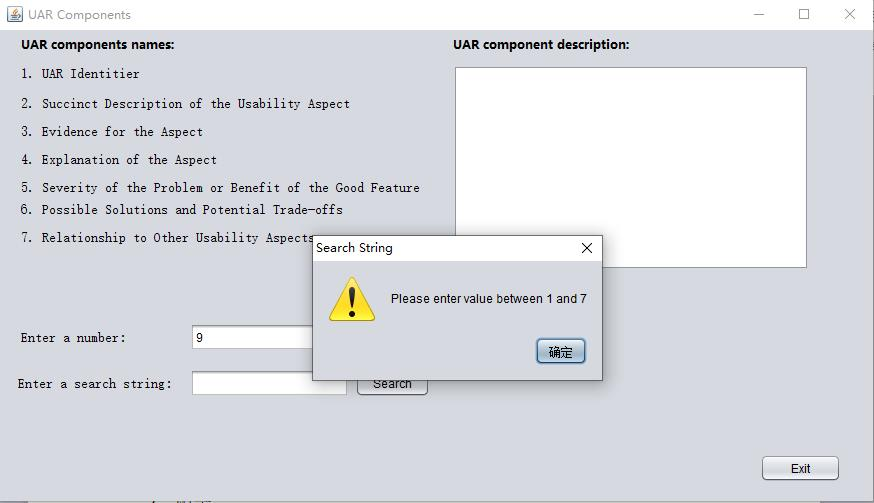 UAR Components
UAR components names:
UAR component description:
1. UAR Identitier
2. Succinct Description of the Usability Aspect
3. Evidence for the Aspect
4. Explanation of the Aspect
5. Severity of the Problem or Benefit of the Good Feature
6. Possible Solutions and Potential Trade-offs
7. Relationship to Other Usability Aspects
Search String
Please enter value between 1 and 7
确定
Enter a number:
9
Enter a search string:
Search
Exit